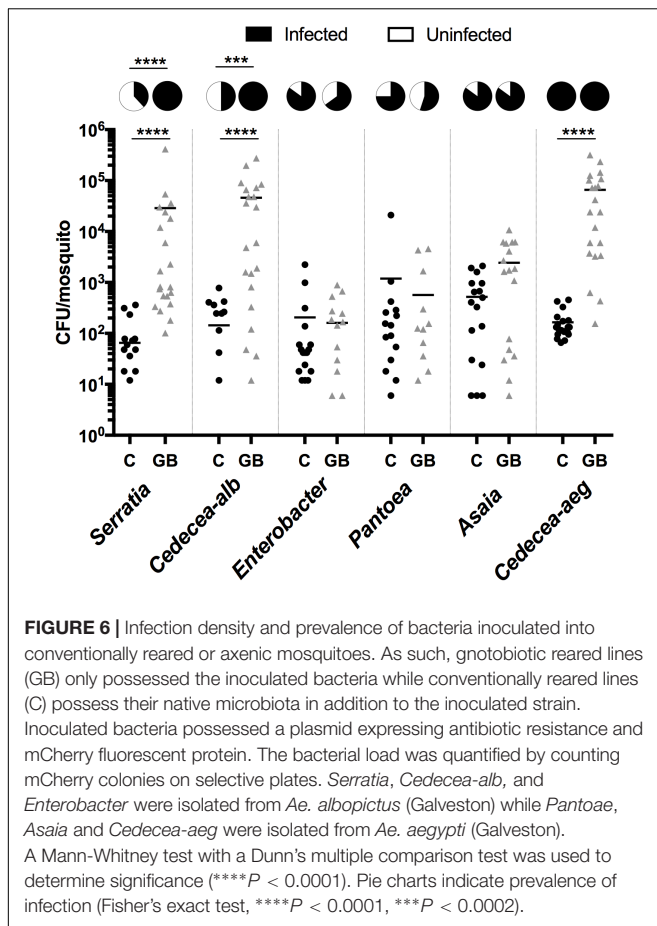 Infected Uninfected
**** ***
**** **** ****
CFU/mosquito
10⁶
10⁵
10⁴
10³
10²
10¹
10⁰
C GB C GB C GB C GB C GB C GB
Serratia Cedecea-alb Enterobacter Pantoea Asaia Cedecea-aeg
FIGURE 6 | Infection density and prevalence of bacteria inoculated into
conventionally reared or axenic mosquitoes. As such, gnotobiotic reared lines
(GB) only possessed the inoculated bacteria while conventionally reared lines
(C) possess their native microbiota in addition to the inoculated strain.
Inoculated bacteria possessed a plasmid expressing antibiotic resistance and
mCherry fluorescent protein. The bacterial load was quantified by counting
mCherry colonies on selective plates. Serratia, Cedecea-alb, and
Enterobacter were isolated from Ae. albopictus (Galveston) while Pantoae,
Asaia and Cedecea-aeg were isolated from Ae. aegypti (Galveston).
A Mann-Whitney test with a Dunn's multiple comparison test was used to
determine significance (****P < 0.0001). Pie charts indicate prevalence of
infection (Fisher's exact test, ****P < 0.0001, ***P < 0.0002).